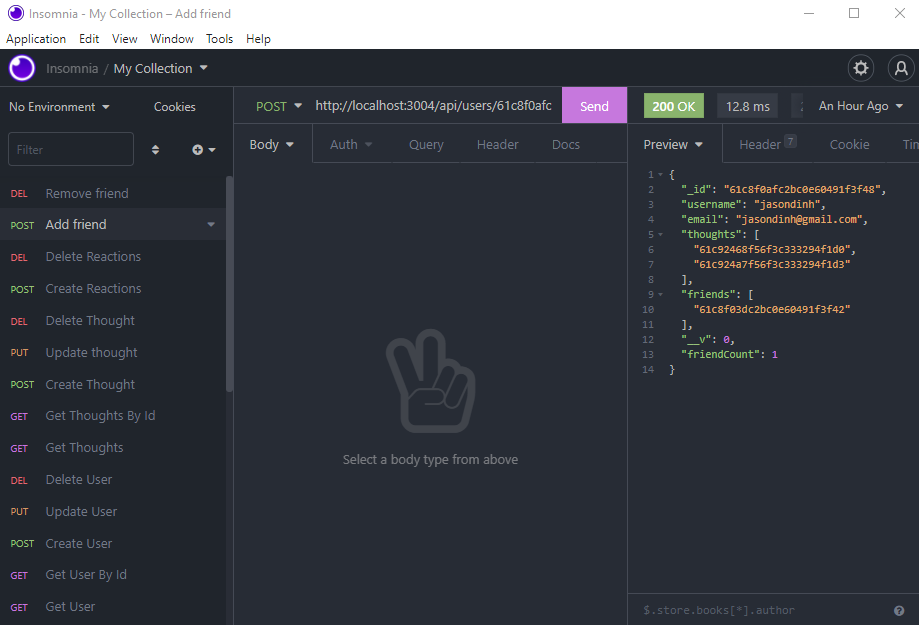 Insomnia - My Collection – Add friend
Application Edit View Window Tools Help
Insomnia / My Collection
No Environment Cookies
Filter
DEL Remove friend
POST Add friend
DEL Delete Reactions
POST Create Reactions
DEL Delete Thought
PUT Update thought
POST Create Thought
GET Get Thoughts By Id
GET Get Thoughts
DEL Delete User
PUT Update User
POST Create User
GET Get User By Id
GET Get User
POST http://localhost:3004/api/users/61c8f0afc Send
Body Auth Query Header Docs
Select a body type from above
200 OK 12.8 ms An Hour Ago
Preview Header 7 Cookie Tin
1 {
2 "_id": "61c8f0afc2bc0e60491f3f48",
3 "username": "jasondinh",
4 "email": "jasondinh@gmail.com",
5 "thoughts": [
6 "61c92468f56f3c333294f1d0",
7 "61c924a7f56f3c333294f1d3"
8 ],
9 "friends": [
10 "61c8f03dc2bc0e60491f3f42"
11 ],
12 "__v": 0,
13 "friendCount": 1
14 }
$.store.books[*].author